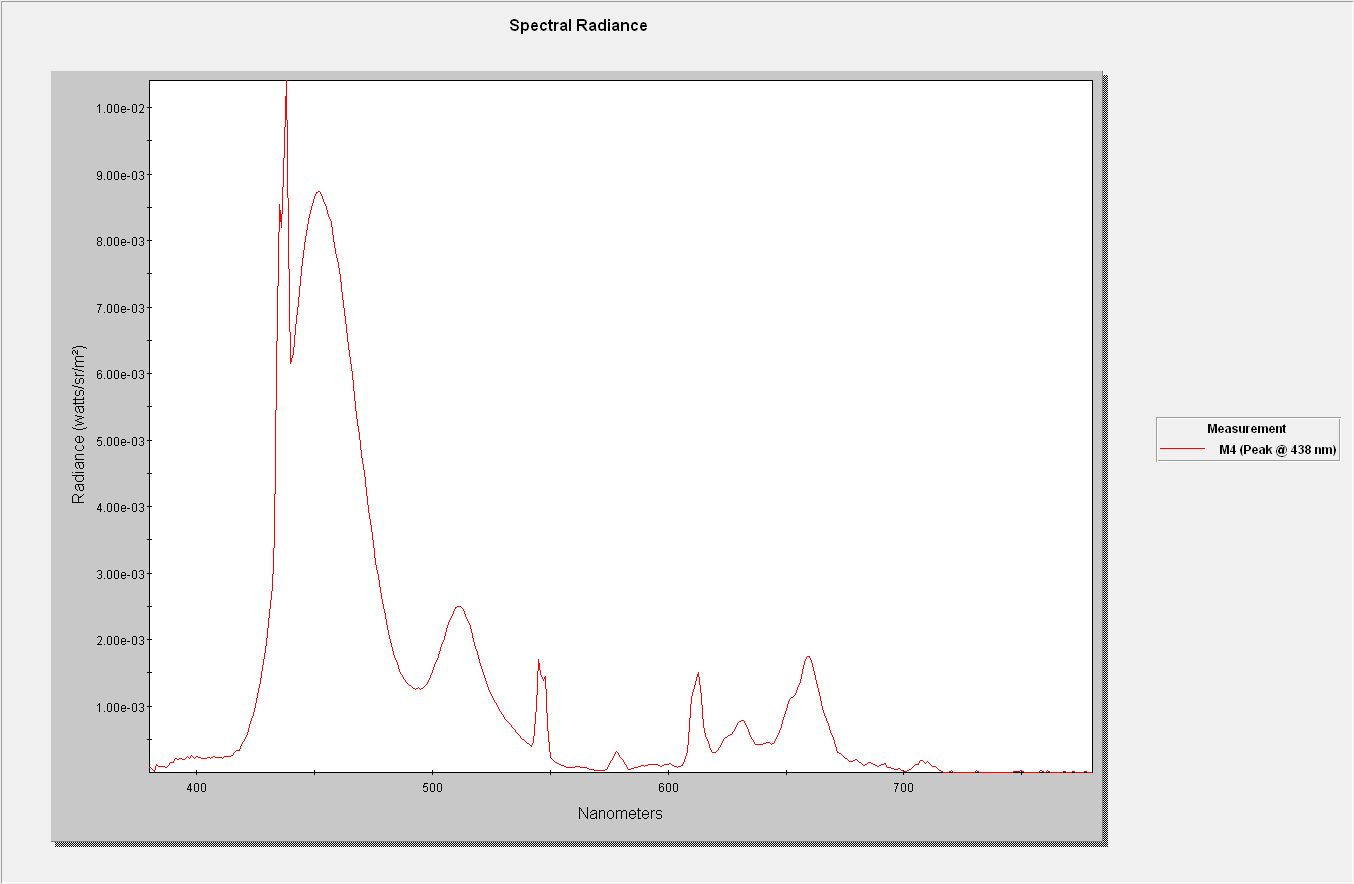 Spectral Radiance
1.00e-02
9.00e-03
8.00e-03
7.00e-03
6.00e-03
5.00e-03
4.00e-03
3.00e-03
2.00e-03
1.00e-03
Radiance (watts/sr/m²)
400 500 600 700
Nanometers
Measurement
M4 (Peak @ 438 nm)